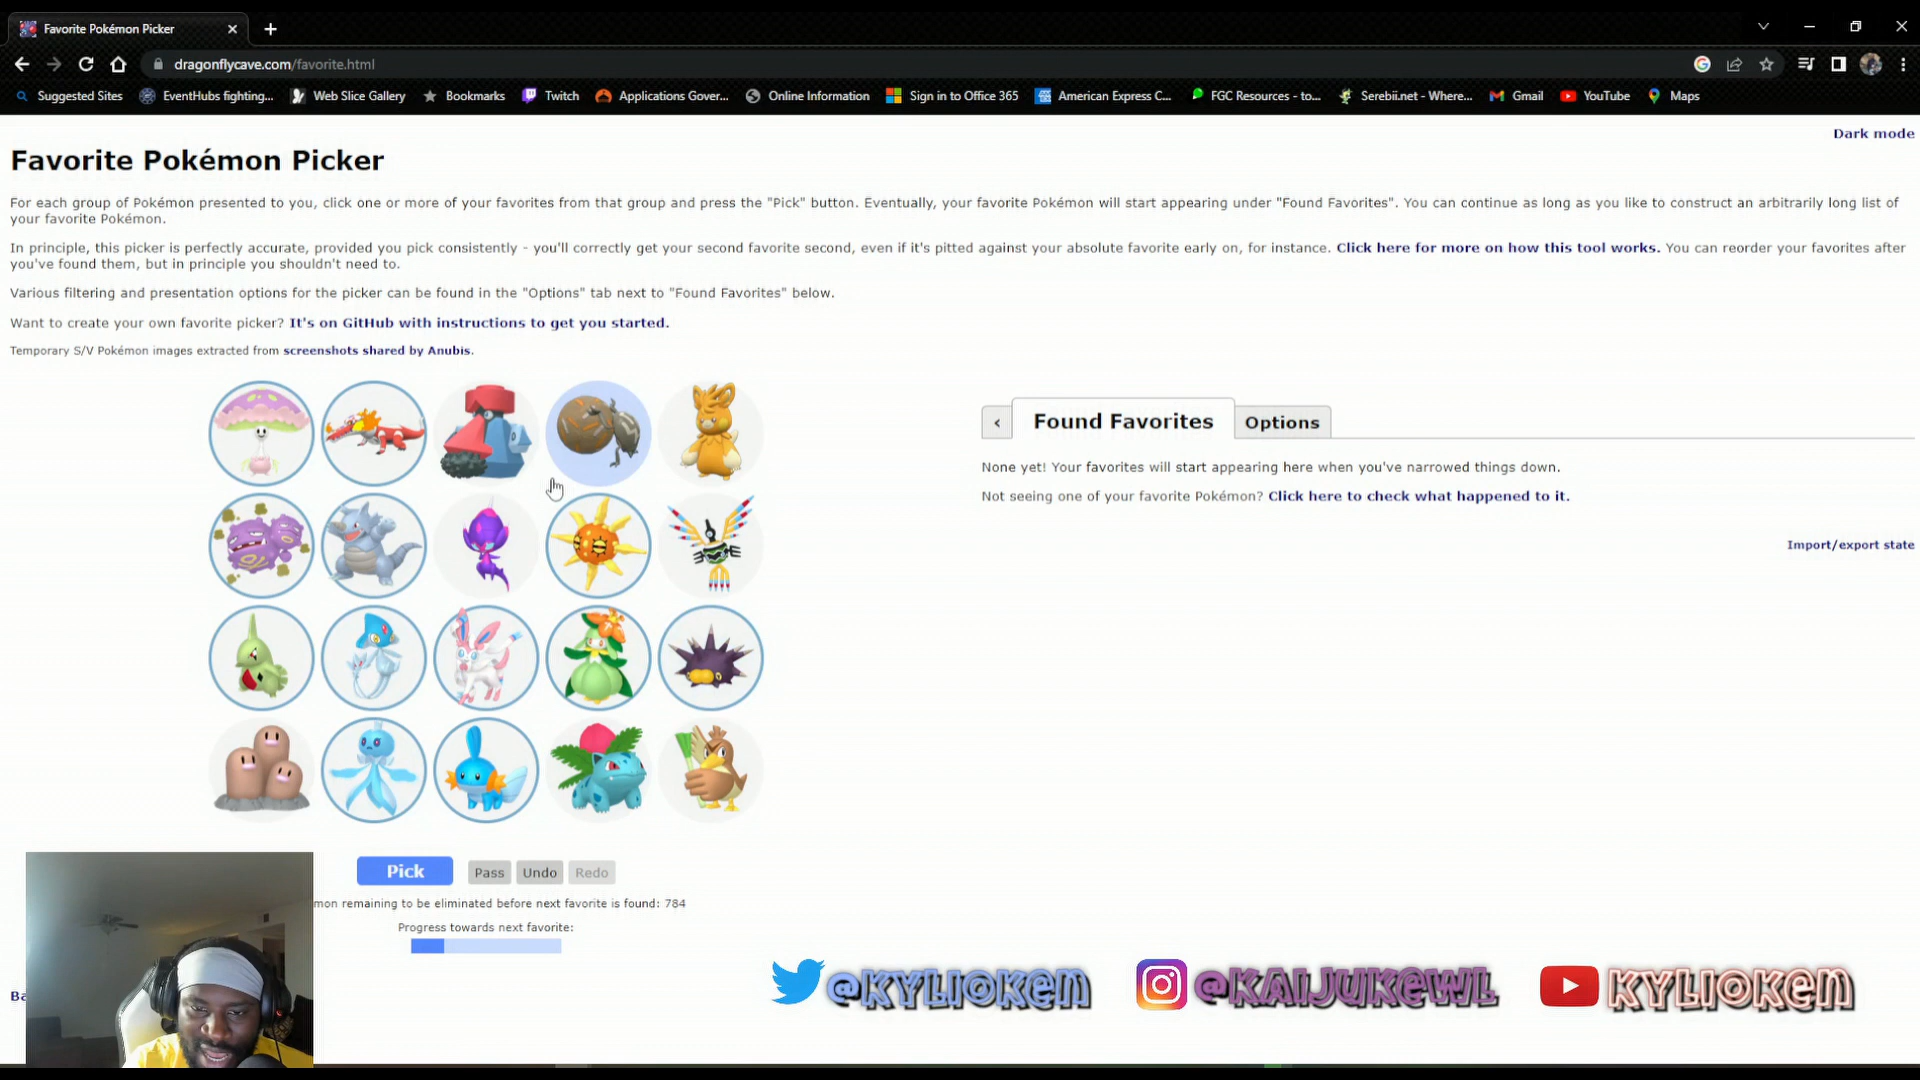 Favorite Pokémon Picker
dragonflycave.com/favorite.html
Suggested Sites
EventHubs fighting...
Web Slice Gallery
Bookmarks
Twitch
Applications Gover...
Online Information
Sign in to Office 365
American Express C...
FGC Resources - to...
Serebii.net - Where...
Gmail
YouTube
Maps
Dark mode
Favorite Pokémon Picker
For each group of Pokémon presented to you, click one or more of your favorites from that group and press the "Pick" button. Eventually, your favorite Pokémon will start appearing under "Found Favorites". You can continue as long as you like to construct an arbitrarily long list of
your favorite Pokémon.
In principle, this picker is perfectly accurate, provided you pick consistently - you'll correctly get your second favorite second, even if it's pitted against your absolute favorite early on, for instance. Click here for more on how this tool works. You can reorder your favorites after
you've found them, but in principle you shouldn't need to.
Various filtering and presentation options for the picker can be found in the "Options" tab next to "Found Favorites" below.
Want to create your own favorite picker? It's on GitHub with instructions to get you started.
Temporary S/V Pokémon images extracted from screenshots shared by Anubis.
‹
Found Favorites
Options
None yet! Your favorites will start appearing here when you've narrowed things down.
Not seeing one of your favorite Pokémon? Click here to check what happened to it.
Import/export state
Pick
Pass
Undo
Redo
mon remaining to be eliminated before next favorite is found: 784
Progress towards next favorite:
Ba
@KYLIOKEN
@KAIJUKEWL
KYLIOKEN